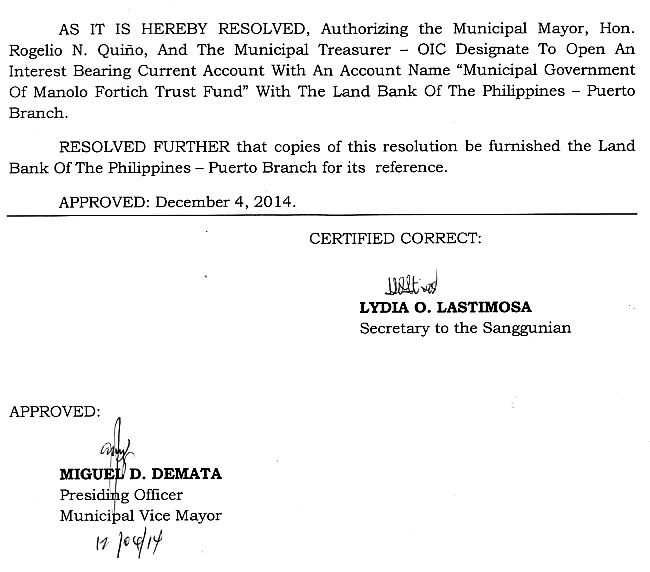 AS IT IS HEREBY RESOLVED, Authorizing the Municipal Mayor, Hon.
Rogelio N. Quiño, And The Municipal Treasurer – OIC Designate To Open An
Interest Bearing Current Account With An Account Name “Municipal Government
Of Manolo Fortich Trust Fund” With The Land Bank Of The Philippines – Puerto
Branch.
RESOLVED FURTHER that copies of this resolution be furnished the Land
Bank Of The Philippines – Puerto Branch for its reference.
APPROVED: December 4, 2014.
CERTIFIED CORRECT:
LYDIA O. LASTIMOSA
Secretary to the Sanggunian
APPROVED:
MIGUEL D. DEMATA
Presiding Officer
Municipal Vice Mayor
12/04/14